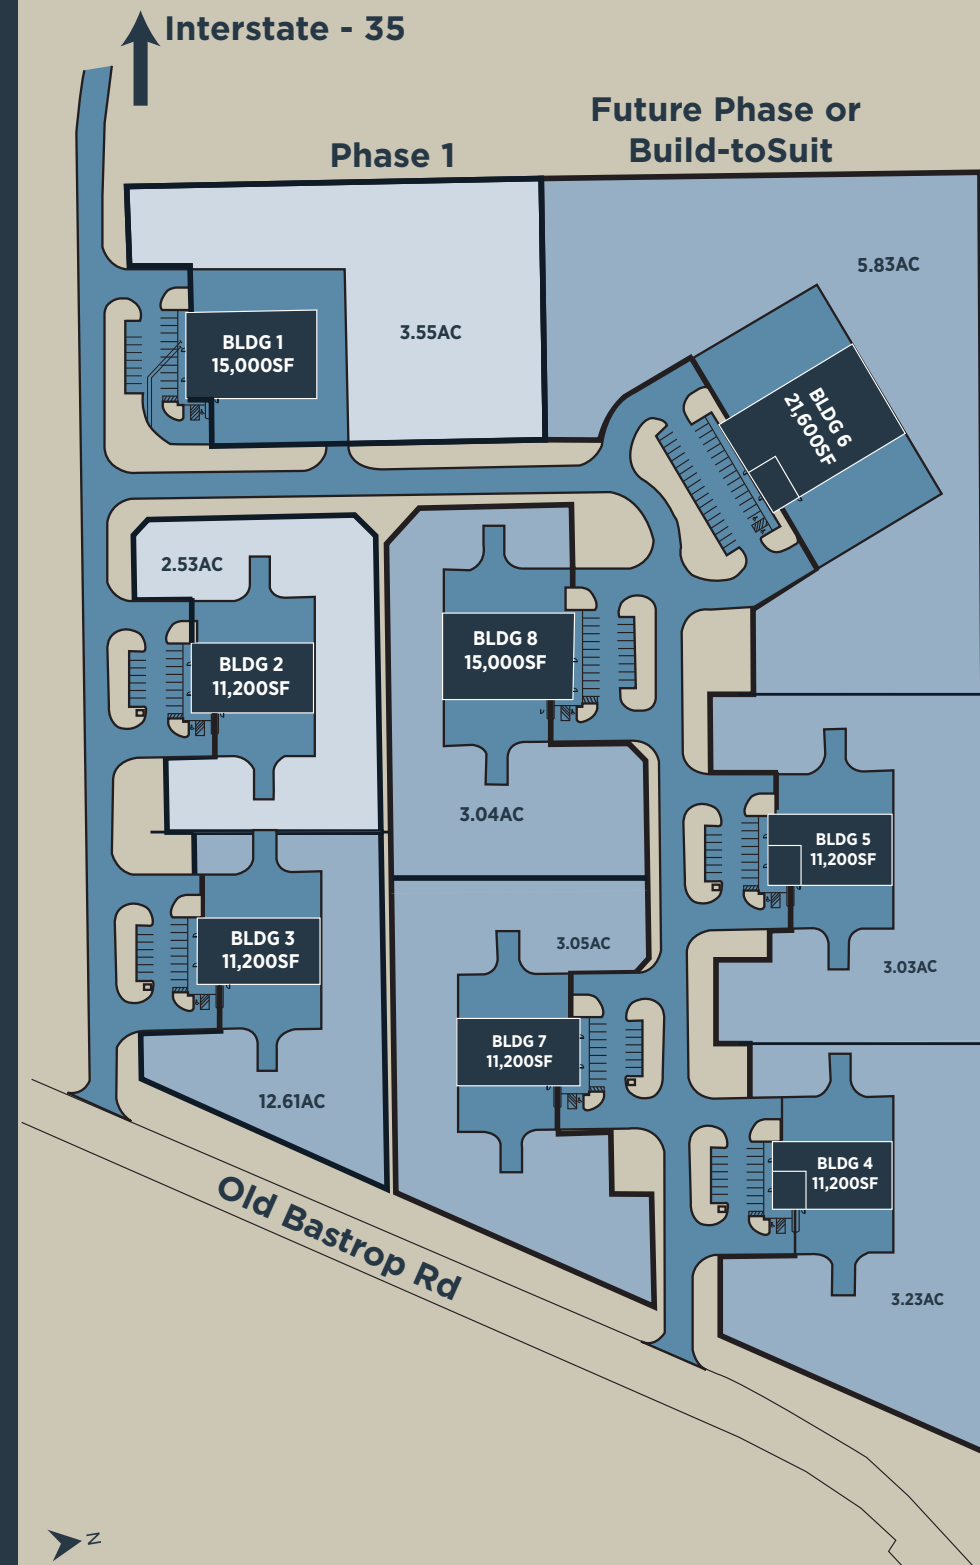 Interstate - 35
Future Phase or
Build-toSuit
Phase 1
5.83AC
BLDG 1
15,000SF
3.55AC
BLDG 6
21,600SF
2.53AC
BLDG 2
11,200SF
BLDG 8
15,000SF
3.04AC
BLDG 5
11,200SF
BLDG 3
11,200SF
3.05AC
3.03AC
BLDG 7
11,200SF
12.61AC
BLDG 4
11,200SF
Old Bastrop Rd
3.23AC
N